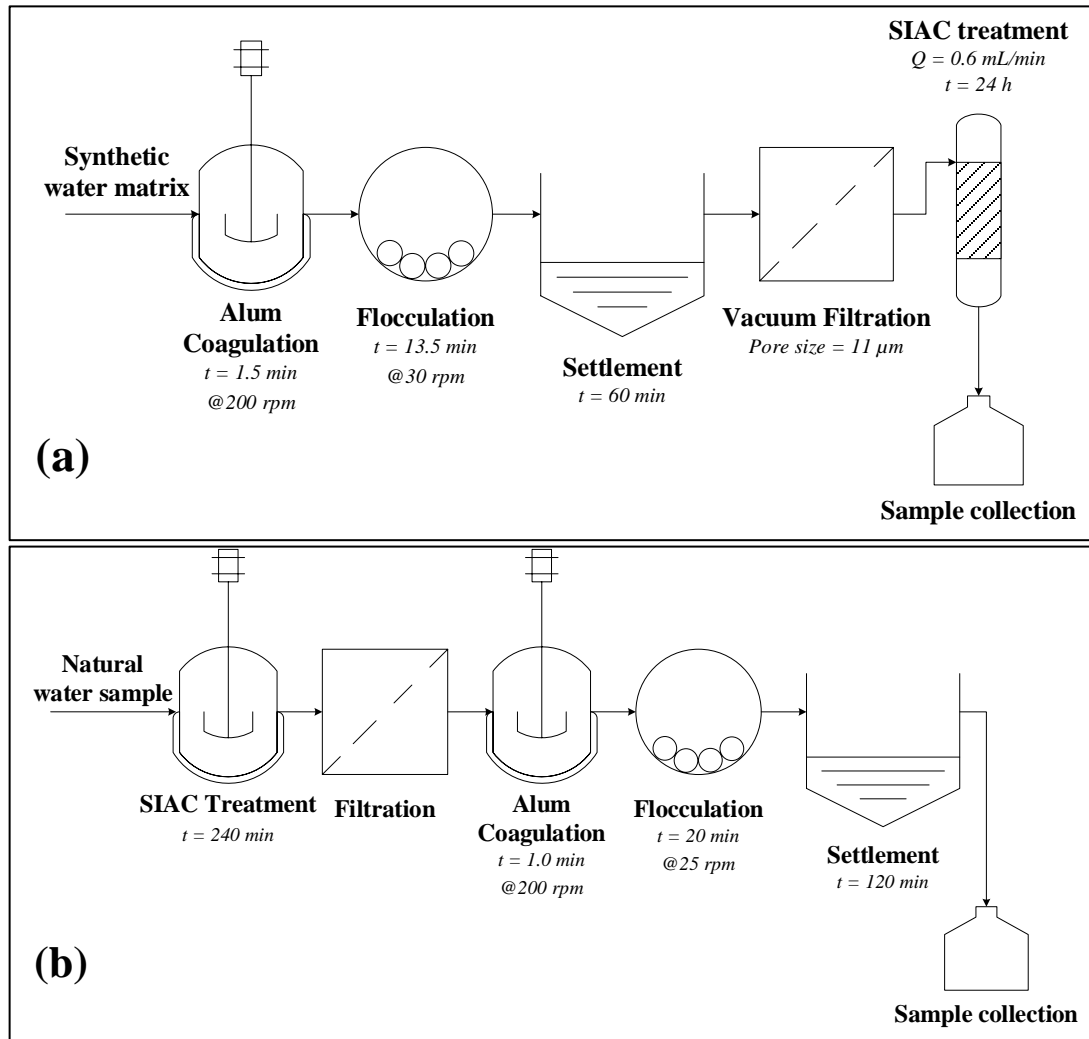 SIAC treatment
Q = 0.6 mL/min
t = 24 h
Synthetic
water matrix
Alum
Coagulation
t = 1.5 min
@200 rpm
Flocculation
t = 13.5 min
@30 rpm
Settlement
t = 60 min
Vacuum Filtration
Pore size = 11 µm
Sample collection
(a)
Natural
water sample
SIAC Treatment
t = 240 min
Filtration
Alum
Coagulation
t = 1.0 min
@200 rpm
Flocculation
t = 20 min
@25 rpm
Settlement
t = 120 min
Sample collection
(b)